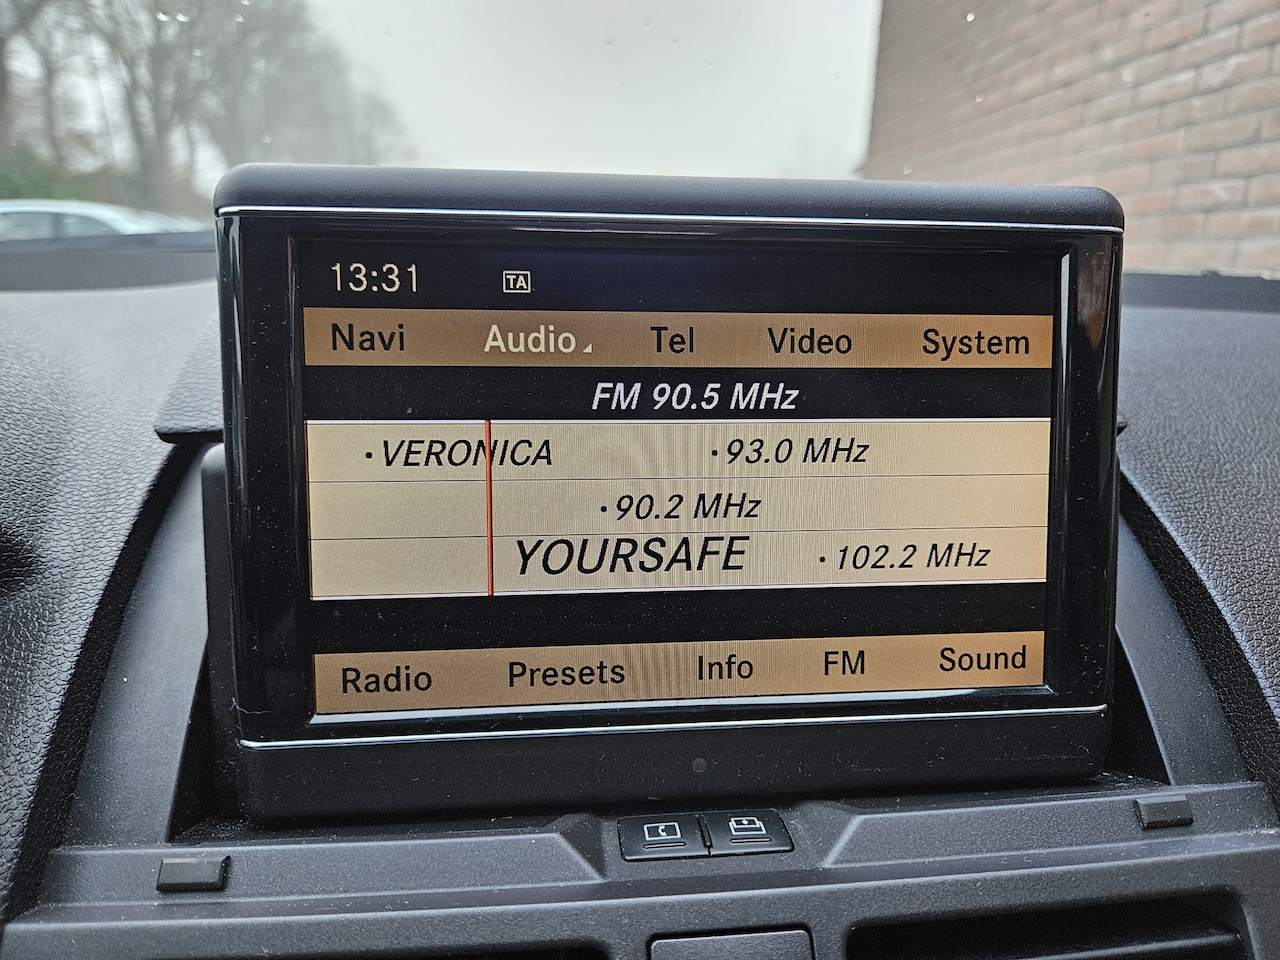 13:31 TA
Navi Audio Tel Video System
FM 90.5 MHz
·VERONICA ·93.0 MHz
·90.2 MHz
YOURSAFE ·102.2 MHz
Radio Presets Info FM Sound